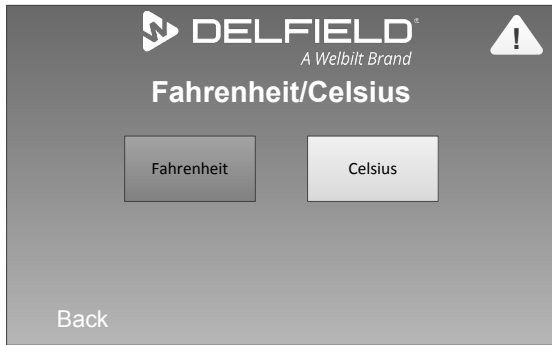 DELFIELD®
A Welbilt Brand
!
Fahrenheit/Celsius
Fahrenheit
Celsius
Back